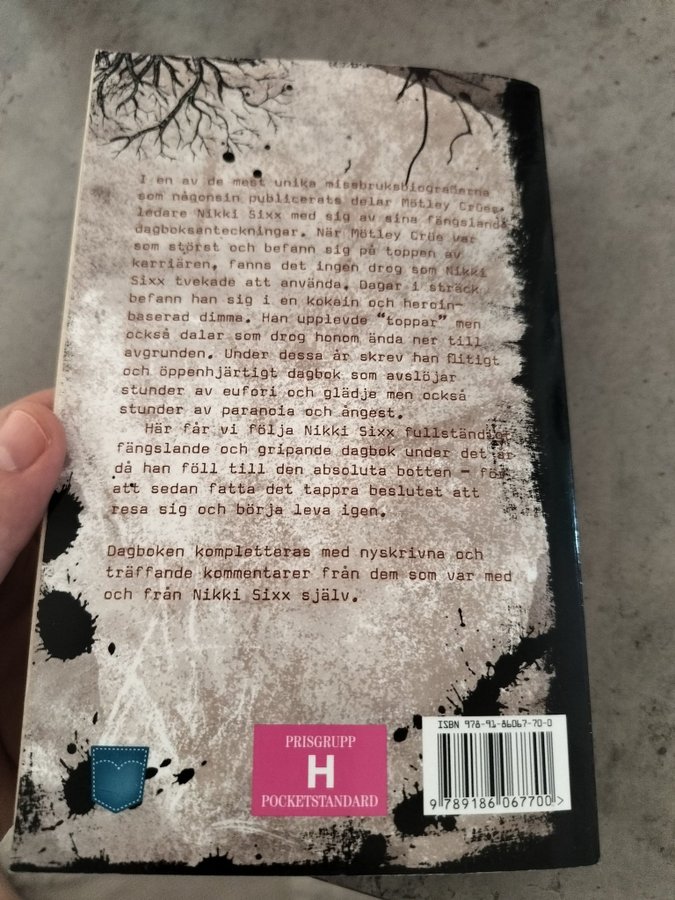 I en av de mest unika missbruksbiografierna
som någonsin publicerats delar Mötley Crües
ledare Nikki Sixx med sig av sina fängslande
dagboksanteckningar. När Mötley Crüe var
som störst och befann sig på toppen av
karriären, fanns det ingen drog som Nikki
Sixx tvekade att använda. Dagar i sträck
befann han sig i en kokain och heroin-
baserad dimma. Han upplevde "toppar" men
också dalar som drog honom ända ner till
avgrunden. Under dessa år skrev han flitigt
och öppenhjärtigt dagbok som avslöjar
stunder av eufori och glädje men också
stunder av paranoia och ångest.
Här får vi följa Nikki Sixx fullständigt
fängslande och gripande dagbok under det år
då han föll till den absoluta botten - för
att sedan fatta det tappra beslutet att
resa sig och börja leva igen.
Dagboken kompletteras med nyskrivna och
träffande kommentarer från dem som var med
och från Nikki Sixx själv.
PRISGRUPP
H
POCKETSTANDARD
ISBN 978-91-86067-70-0
9 789186 067700 >